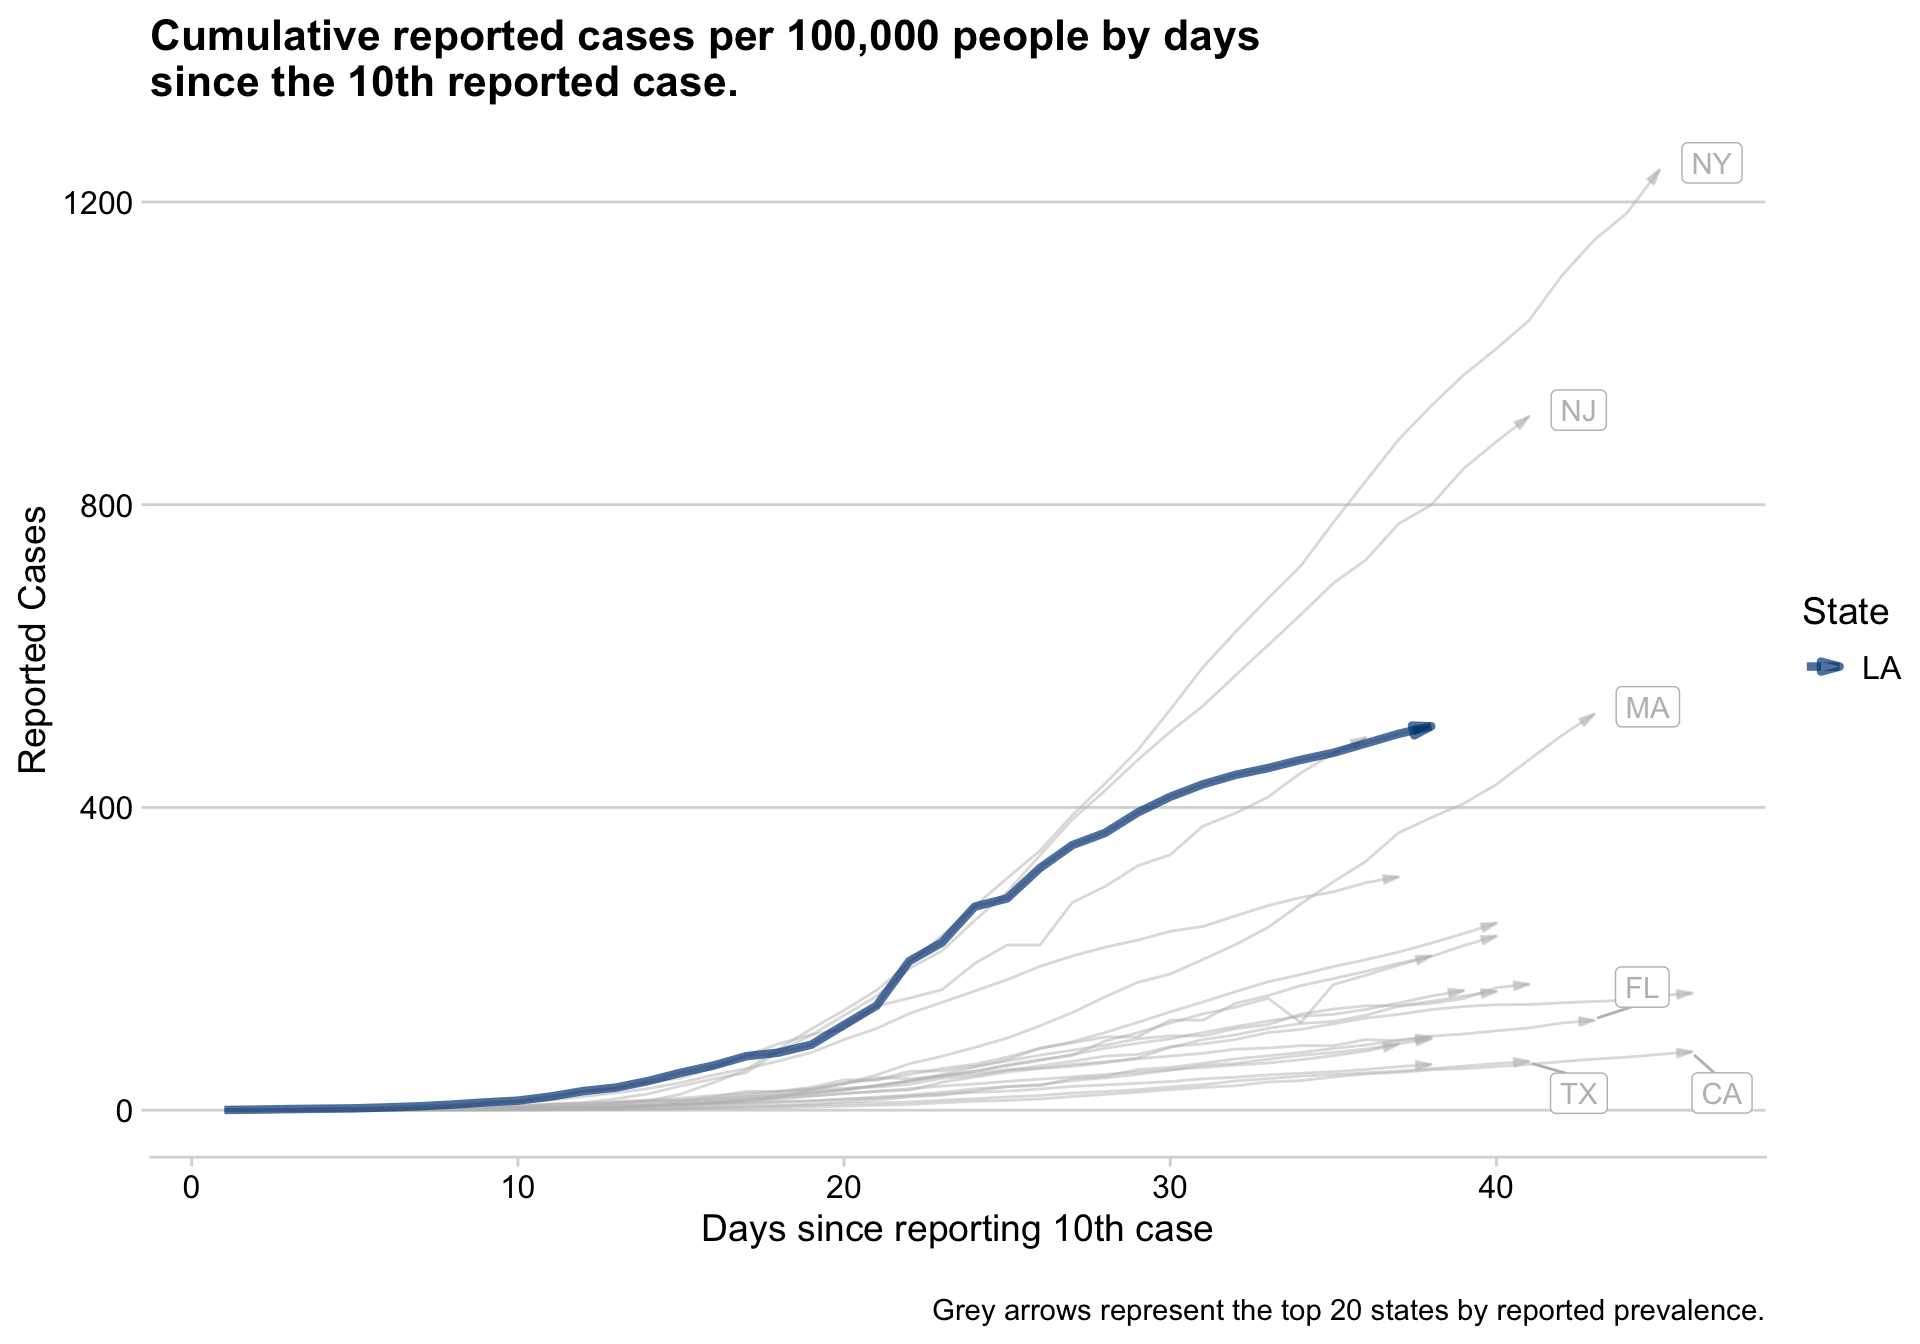 Cumulative reported cases per 100,000 people by days
since the 10th reported case.
NY
1200
NJ
800
Reported Cases
State
LA
MA
400
FL
TX
CA
0
0 10 20 30 40
Days since reporting 10th case
Grey arrows represent the top 20 states by reported prevalence.